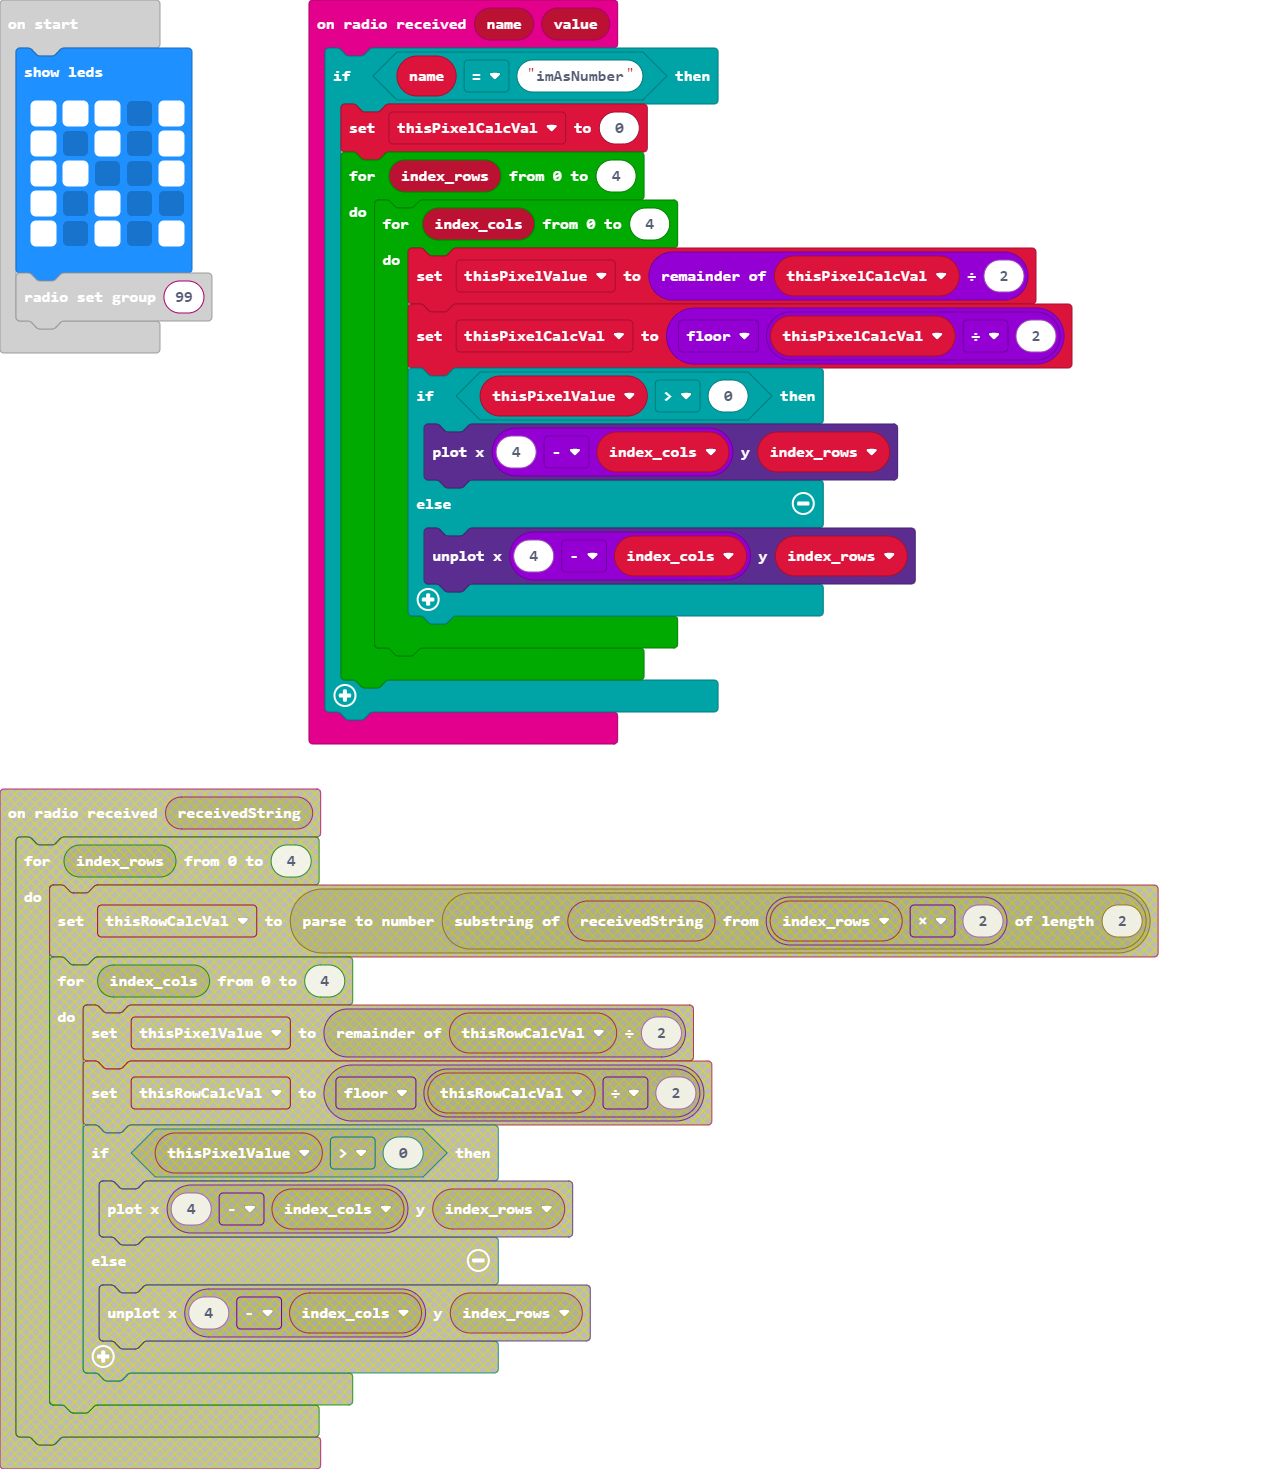 on start
show leds
radio set group 99
on radio received name value
if name = "imAsNumber" then
set thisPixelCalcVal to 0
for index_rows from 0 to 4
do for index_cols from 0 to 4
do set thisPixelValue to remainder of thisPixelCalcVal ÷ 2
set thisPixelCalcVal to floor thisPixelCalcVal ÷ 2
if thisPixelValue > 0 then
plot x 4 - index_cols y index_rows
else
unplot x 4 - index_cols y index_rows
on radio received receivedString
for index_rows from 0 to 4
do set thisRowCalcVal to parse to number substring of receivedString from index_rows × 2 of length 2
for index_cols from 0 to 4
do set thisPixelValue to remainder of thisRowCalcVal ÷ 2
set thisRowCalcVal to floor thisRowCalcVal ÷ 2
if thisPixelValue > 0 then
plot x 4 - index_cols y index_rows
else
unplot x 4 - index_cols y index_rows